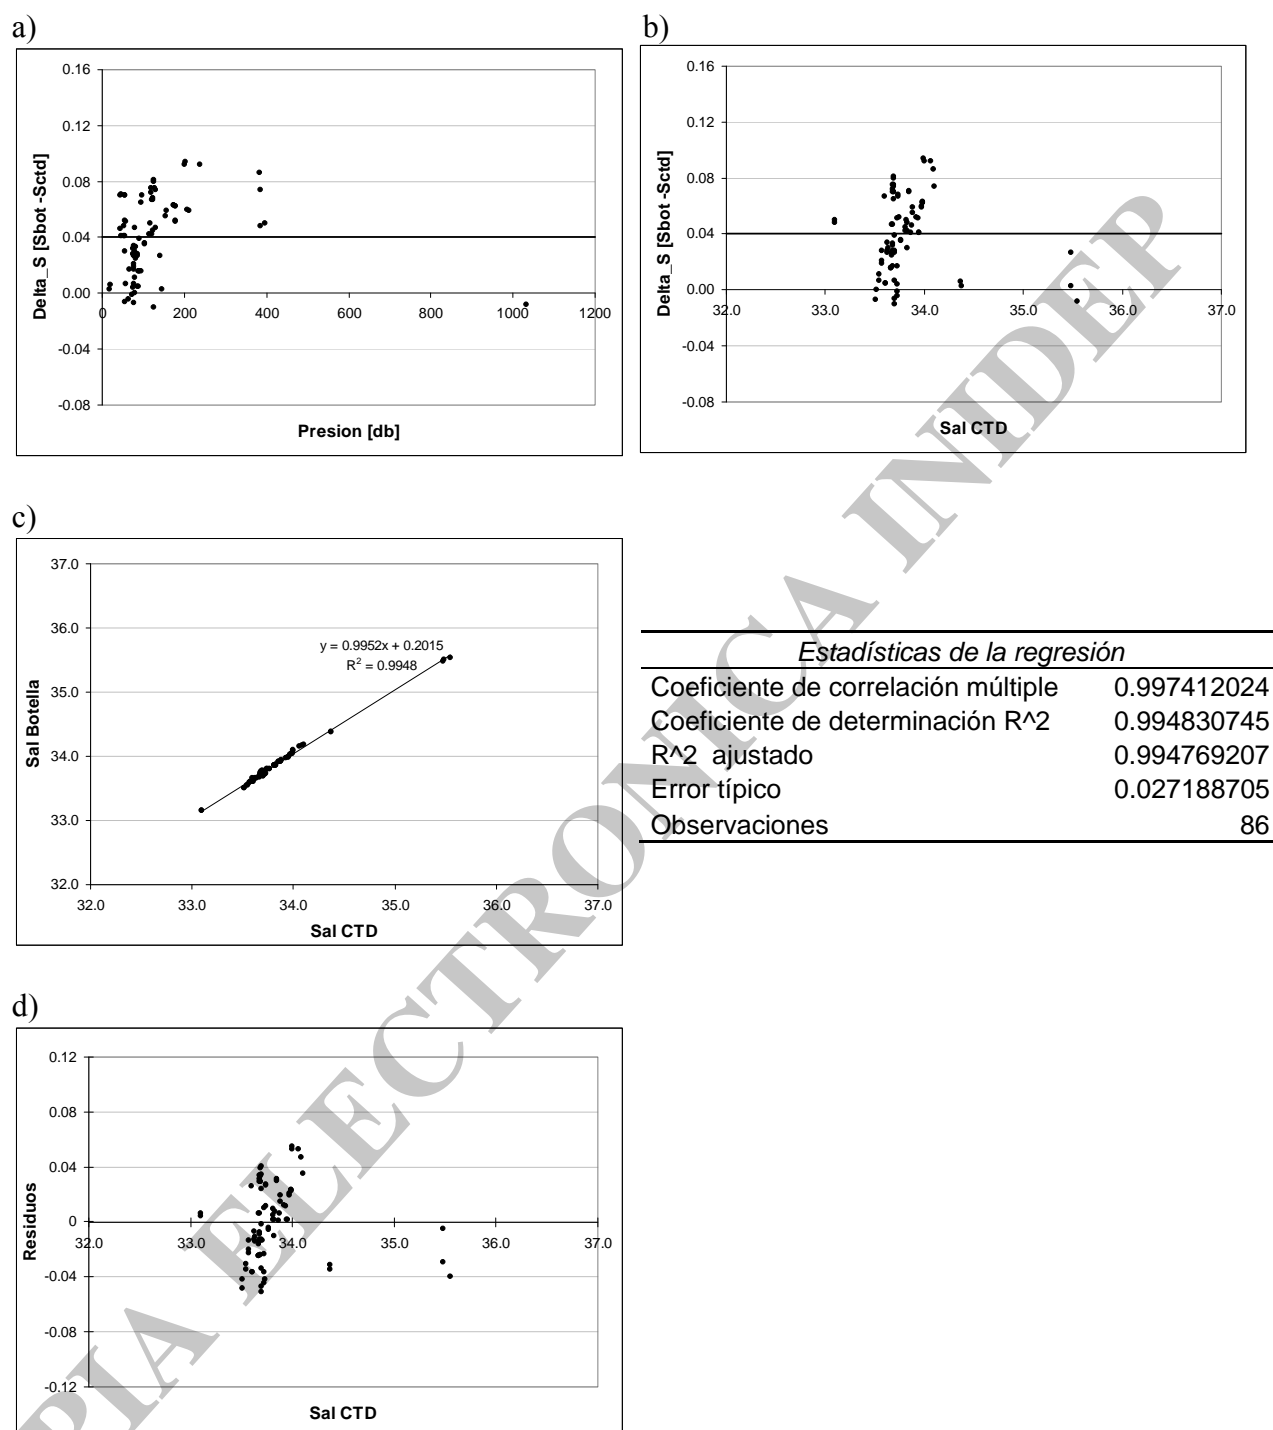 a)
0.16
0.12
0.08
0.04
0.00
-0.04
-0.08
0
200
400
600
800
1000
1200
Delta_S [Sbot -Sctd]
Presion [db]
b)
0.16
0.12
0.08
0.04
0.00
-0.04
-0.08
32.0
33.0
34.0
35.0
36.0
37.0
Delta_S [Sbot -Sctd]
Sal CTD
c)
37.0
36.0
35.0
34.0
33.0
32.0
32.0
33.0
34.0
35.0
36.0
37.0
y = 0.9952x + 0.2015
R² = 0.9948
Sal Botella
Sal CTD
Estadísticas de la regresión
Coeficiente de correlación múltiple 0.997412024
Coeficiente de determinación R^2 0.994830745
R^2 ajustado 0.994769207
Error típico 0.027188705
Observaciones 86
d)
0.12
0.08
0.04
0
-0.04
-0.08
-0.12
32.0
33.0
34.0
35.0
36.0
37.0
Residuos
Sal CTD
PIA ELECTRONICA INIDEP